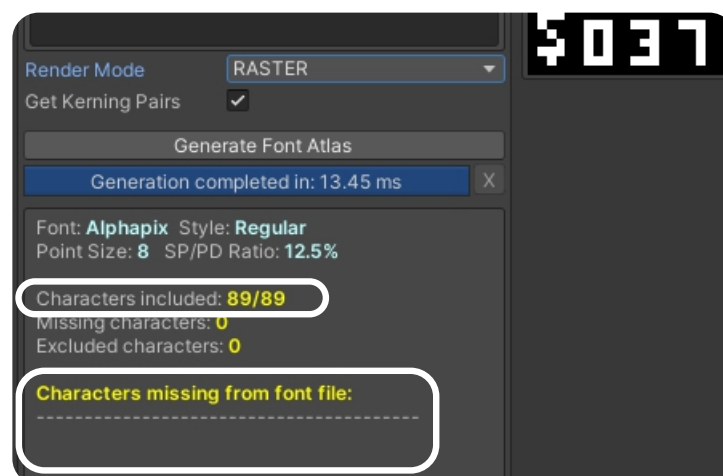 Render Mode RASTER
Get Kerning Pairs
Generate Font Atlas
Generation completed in: 13.45 ms X
Font: Alphapix Style: Regular
Point Size: 8 SP/PD Ratio: 12.5%
Characters included: 89/89
Missing characters: 0
Excluded characters: 0
Characters missing from font file:
----------------------------------------
$037